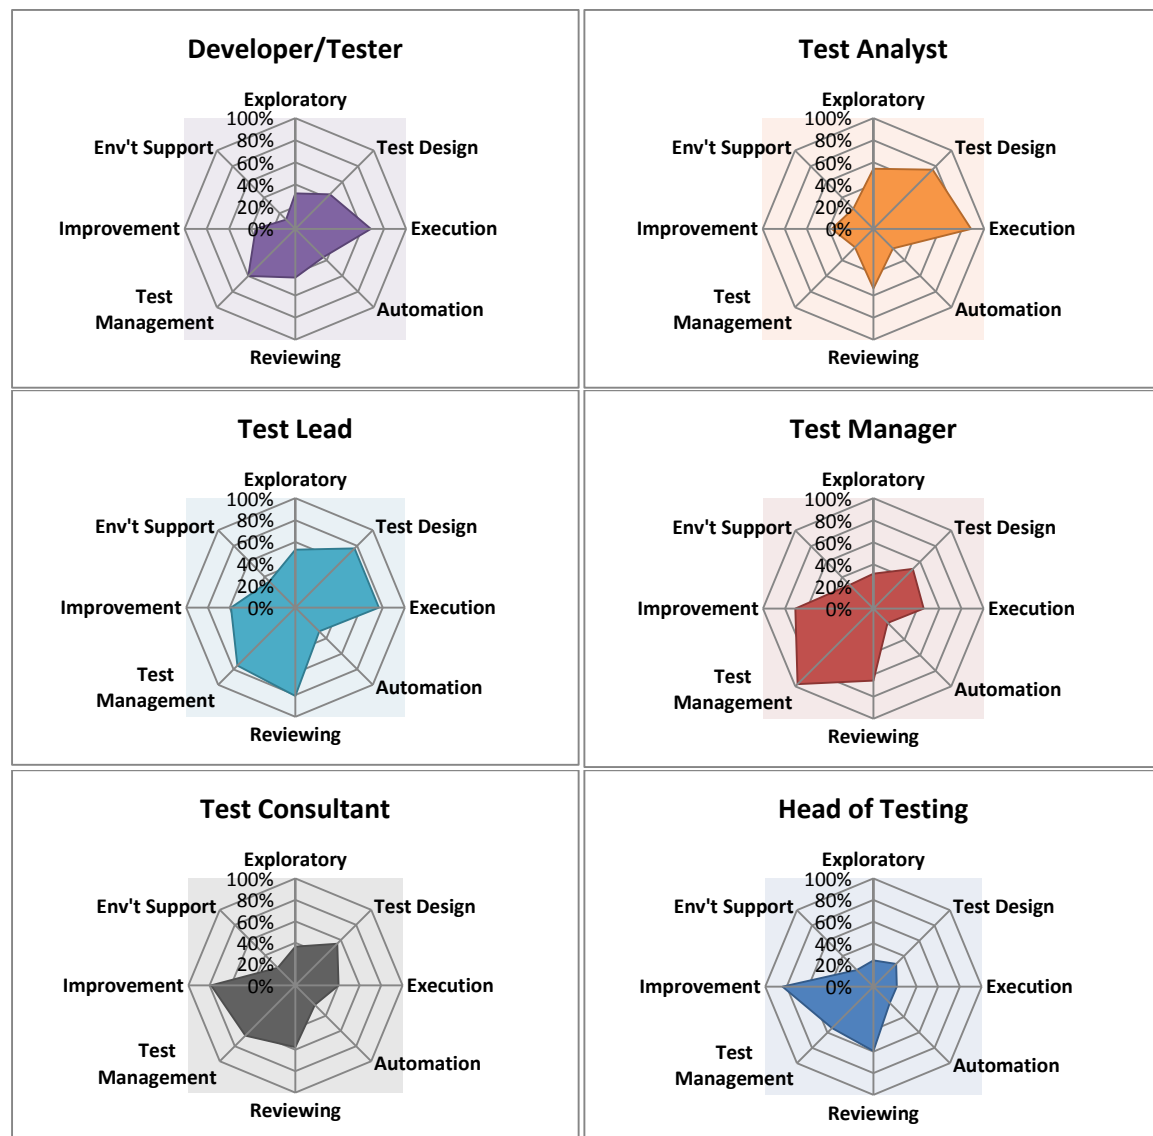 Developer/Tester
Exploratory
100%
80%
60%
40%
20%
0%
Test Design
Execution
Automation
Reviewing
Test
Management
Improvement
Env't Support
Test Analyst
Exploratory
100%
80%
60%
40%
20%
0%
Test Design
Execution
Automation
Reviewing
Test
Management
Improvement
Env't Support
Test Lead
Exploratory
100%
80%
60%
40%
20%
0%
Test Design
Execution
Automation
Reviewing
Test
Management
Improvement
Env't Support
Test Manager
Exploratory
100%
80%
60%
40%
20%
0%
Test Design
Execution
Automation
Reviewing
Test
Management
Improvement
Env't Support
Test Consultant
Exploratory
100%
80%
60%
40%
20%
0%
Test Design
Execution
Automation
Reviewing
Test
Management
Improvement
Env't Support
Head of Testing
Exploratory
100%
80%
60%
40%
20%
0%
Test Design
Execution
Automation
Reviewing
Test
Management
Improvement
Env't Support